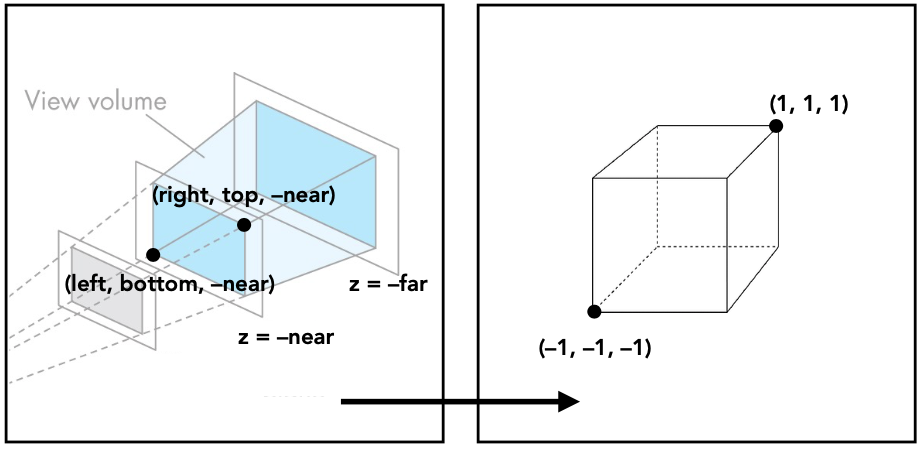 View volume
(right, top, –near)
(left, bottom, –near)
z = –far
z = –near
(1, 1, 1)
(–1, –1, –1)